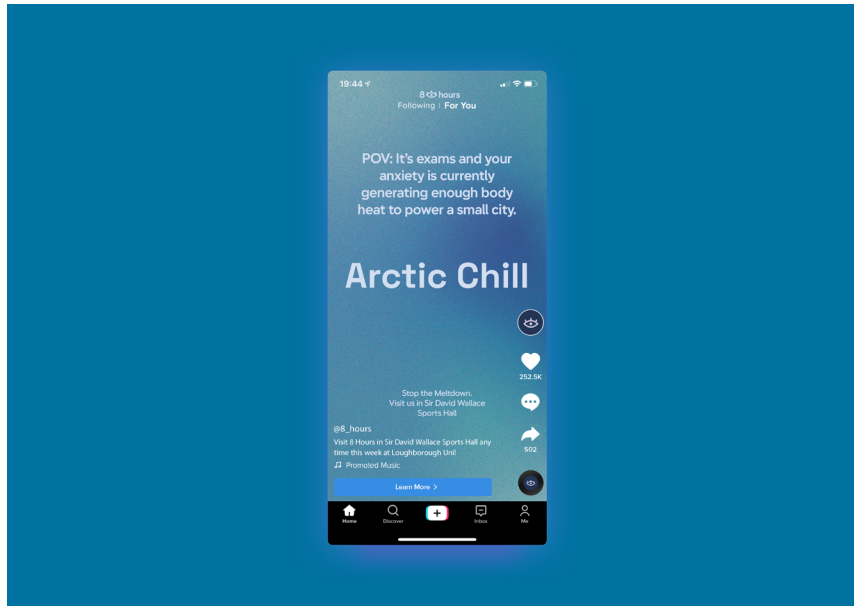 19:44
8 hours
Following | For You
POV: It's exams and your
anxiety is currently
generating enough body
heat to power a small city.
Arctic Chill
252.5K
Stop the Meltdown.
Visit us in Sir David Wallace
Sports Hall
@8_hours
Visit 8 Hours in Sir David Wallace Sports Hall any
time this week at Loughborough Uni!
502
Promoted Music
Learn More >
Home Discover Inbox Me